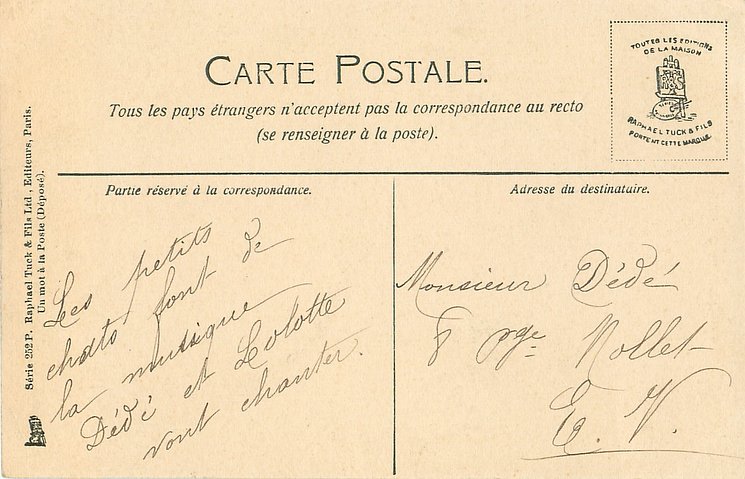 CARTE POSTALE.
Tous les pays étrangers n'acceptent pas la correspondance au recto
(se renseigner à la poste).
TOUTES LES EDITIONS
DE LA MAISON
RAPHAEL TUCK & FILS
PORTENT CETTE MARQUE
Série 252 P. Raphael Tuck & Fils Ltd, Editeurs, Paris.
Un mot à la Poste (Déposé).
Partie réservé à la correspondance.
Les petits
chats font de
la musique
Dédé et Lolotte
vont chanter.
Adresse du destinataire.
Monsieur Dédé
8 pge Nollet
E. V.